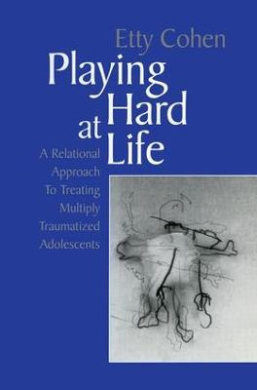 Etty Cohen
Playing
Hard
at Life
A Relational
Approach
To Treating
Multiply
Traumatized
Adolescents